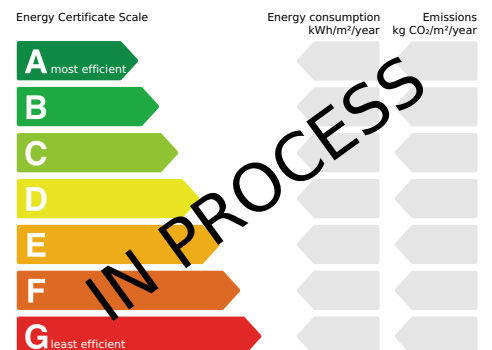 Energy Certificate Scale
Energy consumption
kWh/m²/year
Emissions
kg CO₂/m²/year
A most efficient
B
C
D
E
F
G least efficient
IN PROCESS